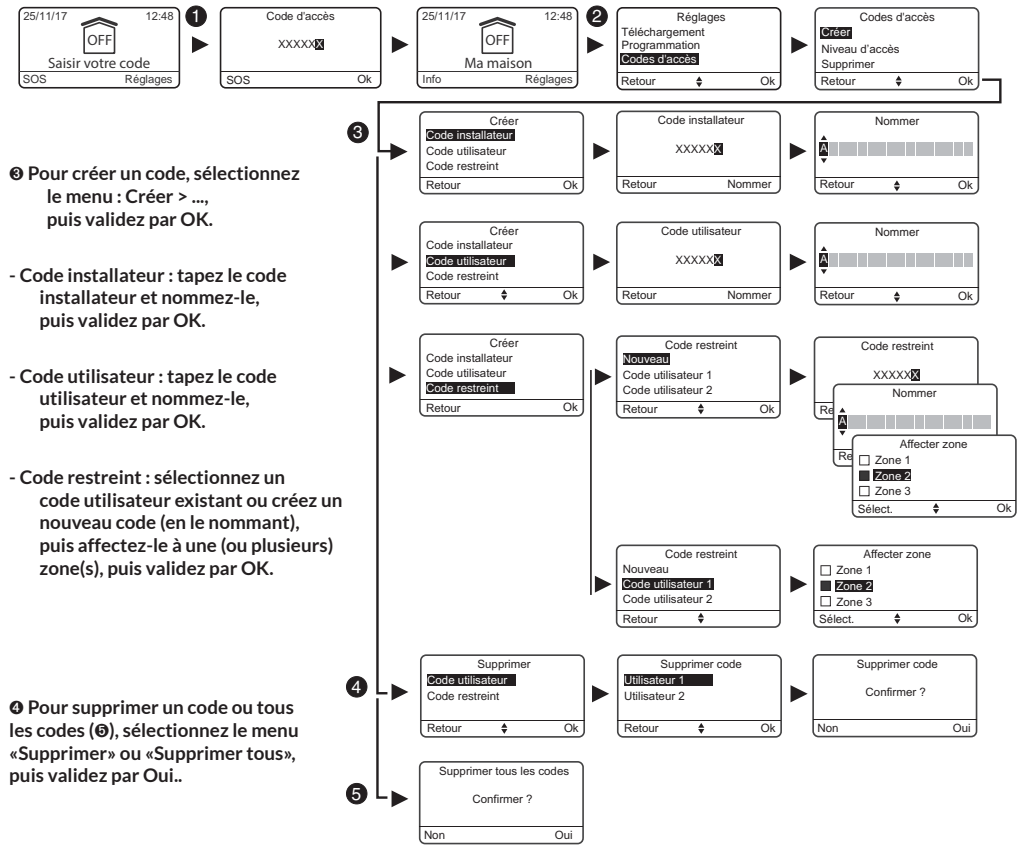 25/11/17 12:48
OFF
Saisir votre code
SOS Réglages
❶
Code d'accès
XXXXXX
SOS Ok
25/11/17 12:48
OFF
Ma maison
Info Réglages
❷
Réglages
Téléchargement
Programmation
Codes d'accès
Retour Ok
Codes d'accès
Créer
Niveau d'accès
Supprimer
Retour Ok
❸ Pour créer un code, sélectionnez
le menu : Créer > ...,
puis validez par OK.
- Code installateur : tapez le code
installateur et nommez-le,
puis validez par OK.
- Code utilisateur : tapez le code
utilisateur et nommez-le,
puis validez par OK.
- Code restreint : sélectionnez un
code utilisateur existant ou créez un
nouveau code (en le nommant),
puis affectez-le à une (ou plusieurs)
zone(s), puis validez par OK.
❸
Créer
Code installateur
Code utilisateur
Code restreint
Retour Ok
Code installateur
XXXXXX
Retour Nommer
Nommer
A
Retour Ok
Créer
Code installateur
Code utilisateur
Code restreint
Retour Ok
Code utilisateur
XXXXXX
Retour Nommer
Nommer
A
Retour Ok
Créer
Code installateur
Code utilisateur
Code restreint
Retour Ok
Code restreint
Nouveau
Code utilisateur 1
Code utilisateur 2
Retour Ok
Code restreint
XXXXXX
Re
Nommer
A
Re
Affecter zone
Zone 1
Zone 2
Zone 3
Sélect. Ok
Code restreint
Nouveau
Code utilisateur 1
Code utilisateur 2
Retour
Affecter zone
Zone 1
Zone 2
Zone 3
Sélect. Ok
❹ Pour supprimer un code ou tous
les codes (❺), sélectionnez le menu
«Supprimer» ou «Supprimer tous»,
puis validez par Oui..
❹
Supprimer
Code utilisateur
Code restreint
Retour Ok
Supprimer code
Utilisateur 1
Utilisateur 2
Retour Ok
Supprimer code
Confirmer ?
Non Oui
❺
Supprimer tous les codes
Confirmer ?
Non Oui